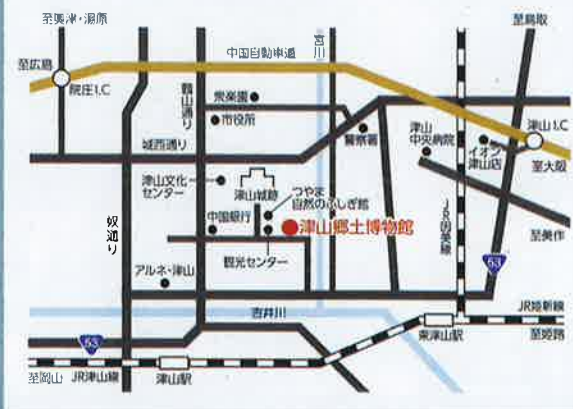 至奥津・湯原
至鳥取
中国自動車道
宮川
至広島
院庄I.C
鶴山通り
衆楽園
市役所
津山I.C
城西通り
警察署
津山
中央病院
イオン
津山店
至大阪
津山文化
センター
津山城跡
つやま
自然のふしぎ館
奴通り
中国銀行
津山郷土博物館
JR因美線
至美作
観光センター
53
アルネ・津山
吉井川
JR姫新線
53
東津山駅
至姫路
至岡山
JR津山線
津山駅